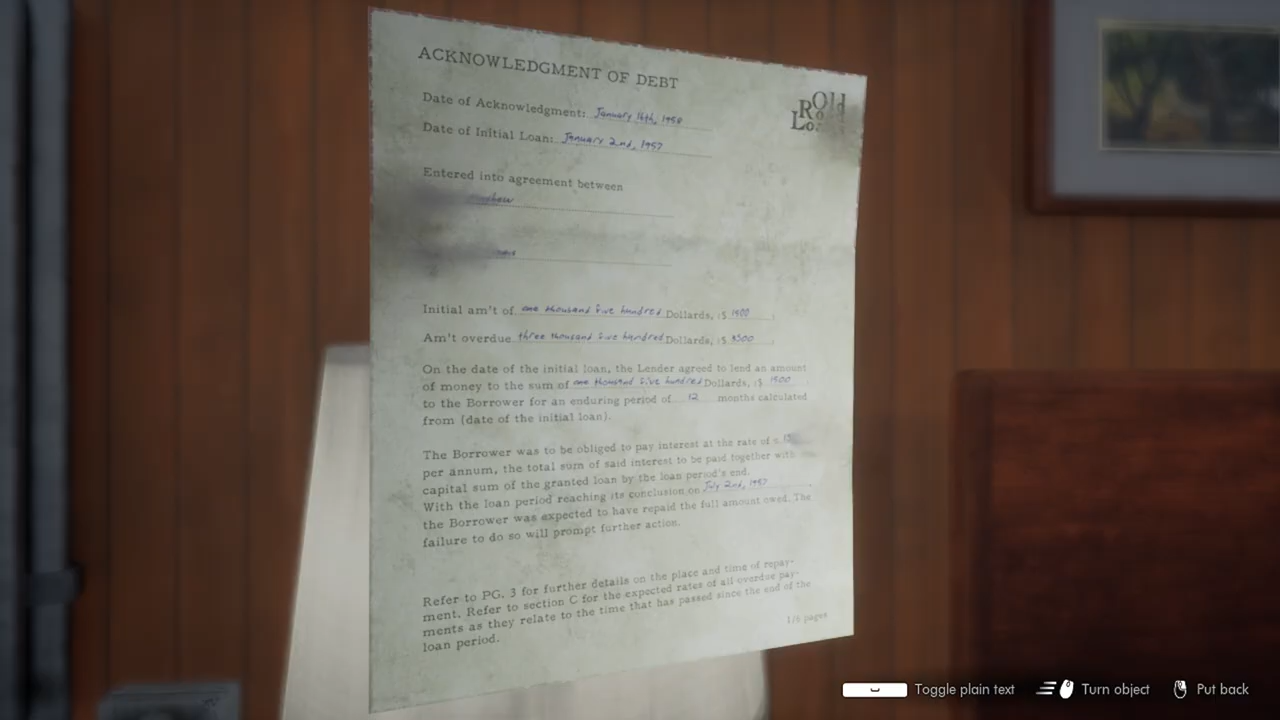 ACKNOWLEDGMENT OF DEBT
Old
Ro
Lo
Date of Acknowledgment: January 16th, 1958
Date of Initial Loan: January 2nd, 1957
Entered into agreement between
Initial am't of one thousand five hundred Dollards, ($ 1500 )
Am't overdue three thousand five hundred Dollards, ($ 3500
On the date of the initial loan, the Lender agreed to lend an amount
of money to the sum of one thousand five hundred Dollards, ($ 1500
to the Borrower for an enduring period of 12 months calculated
from (date of the initial loan).
The Borrower was to be obliged to pay interest at the rate of
per annum, the total sum of said interest to be paid together with
capital sum of the granted loan by the loan period's end.
With the loan period reaching its conclusion on July 2nd, 1957 .
the Borrower was expected to have repaid the full amount owed. The
failure to do so will prompt further action.
Refer to PG. 3 for further details on the place and time of repay-
ment. Refer to section C for the expected rates of all overdue pay-
ments as they relate to the time that has passed since the end of the
loan period.
1/6 pages
Toggle plain text
Turn object
Put back